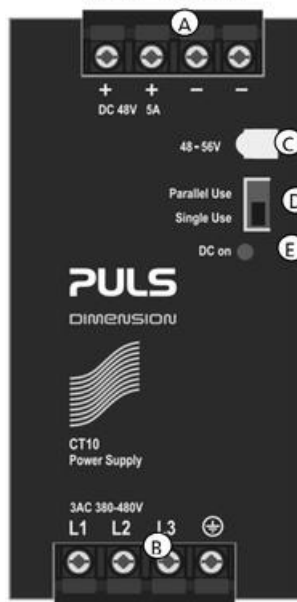 A
+ + − −
DC 48V 5A
48-56V C
Parallel Use
D
Single Use
DC on E
PULS
DIMENSION
CT10
Power Supply
3AC 380-480V
L1 L2 L3
B